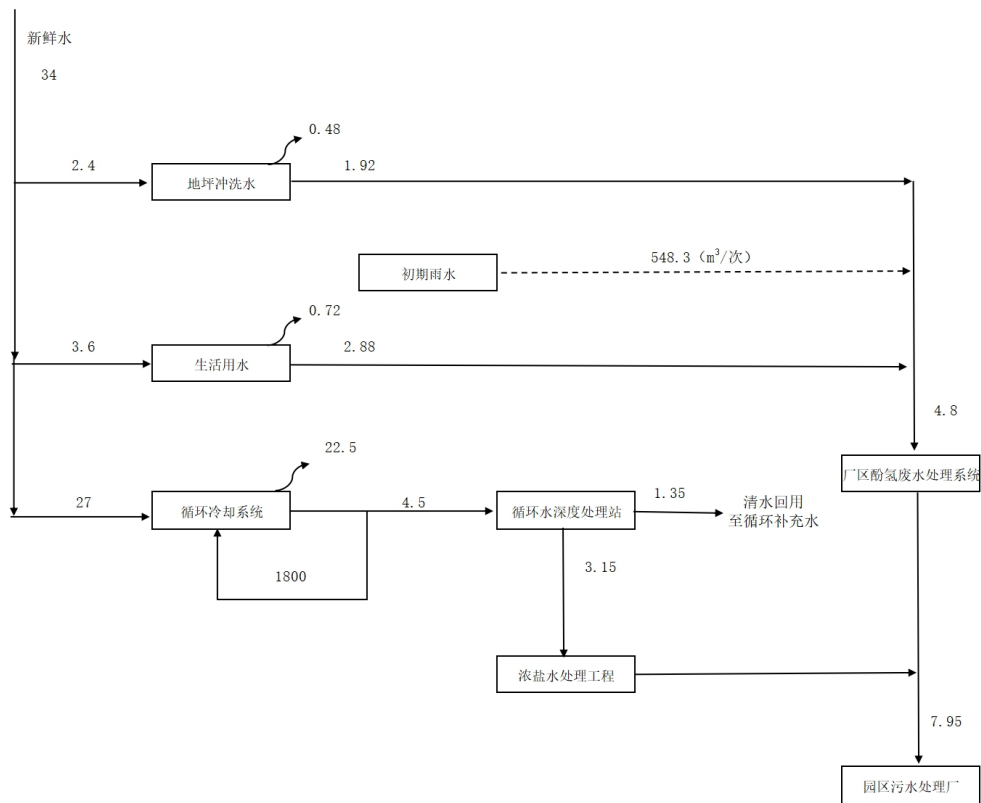 新鲜水
34
0.48
2.4
地坪冲洗水
1.92
548.3（m³/次）
初期雨水
0.72
3.6
生活用水
2.88
4.8
22.5
厂区酚氢废水处理系统
27
循环冷却系统
4.5
循环水深度处理站
1.35
清水回用
至循环补充水
1800
3.15
浓盐水处理工程
7.95
园区污水处理厂